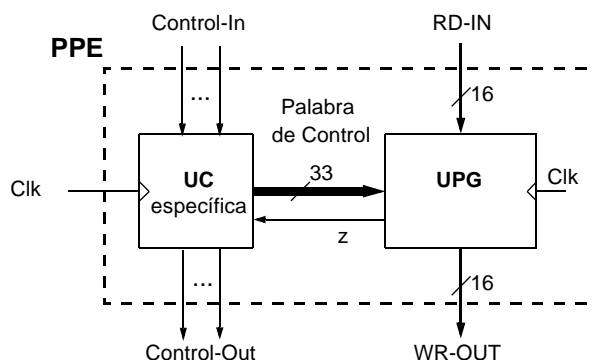 Control-In
RD-IN
PPE
...
16
Palabra
de Control
UC
específica
33
UPG
Clk
Clk
z
...
16
Control-Out
WR-OUT